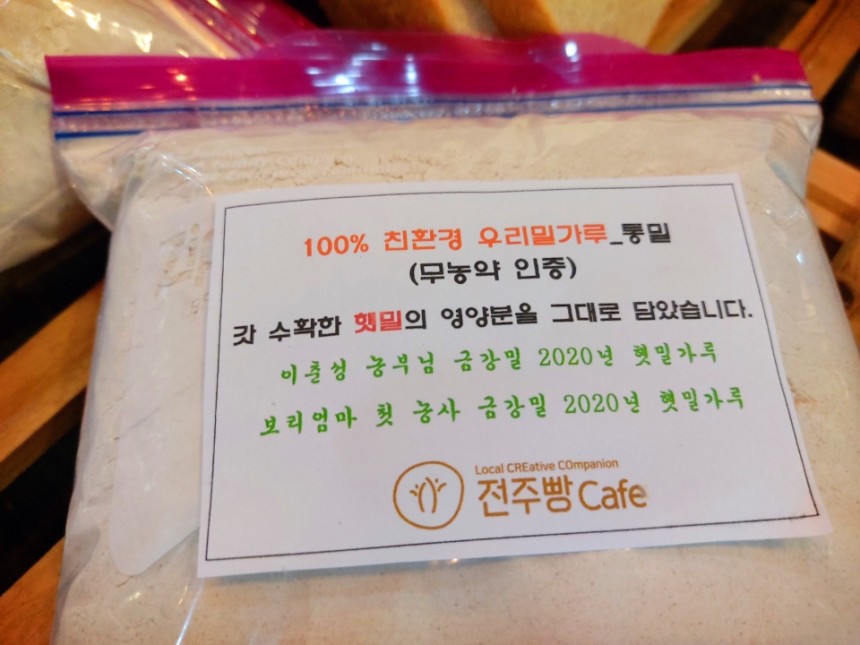 100% 친환경 우리밀가루_통밀
(무농약 인증)
갓 수확한 햇밀의 영양분을 그대로 담았습니다.
이춘성 농부님 금강밀 2020년 햇밀가루
보리엄마 첫 농사 금강밀 2020년 햇밀가루
Local CREative COmpanion
전주빵 Cafe